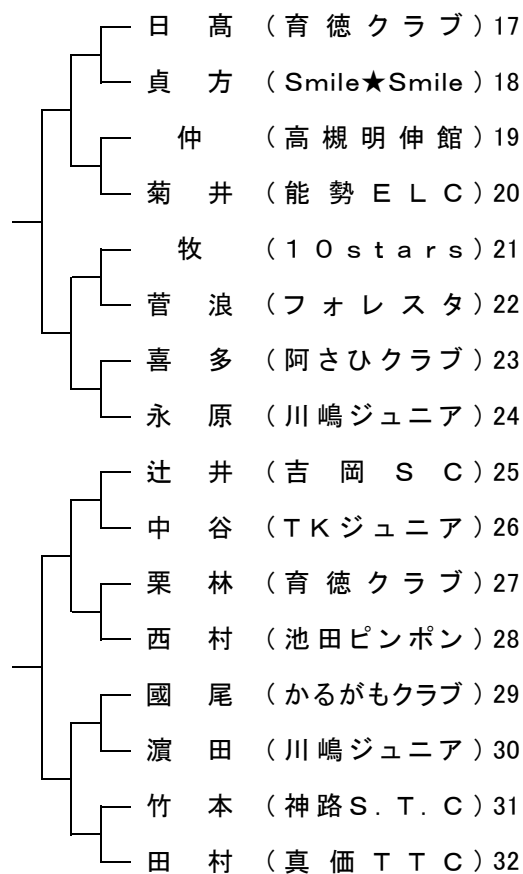 日 髙 (育徳クラブ) 17
貞 方 (Smile★Smile) 18
仲 (高槻明伸館) 19
菊 井 (能勢ELC) 20
牧 (10stars) 21
菅 浪 (フォレスタ) 22
喜 多 (阿さひクラブ) 23
永 原 (川嶋ジュニア) 24
辻 井 (吉岡SC) 25
中 谷 (TKジュニア) 26
栗 林 (育徳クラブ) 27
西 村 (池田ピンポン) 28
國 尾 (かるがもクラブ) 29
濵 田 (川嶋ジュニア) 30
竹 本 (神路S.T.C) 31
田 村 (真価TTC) 32